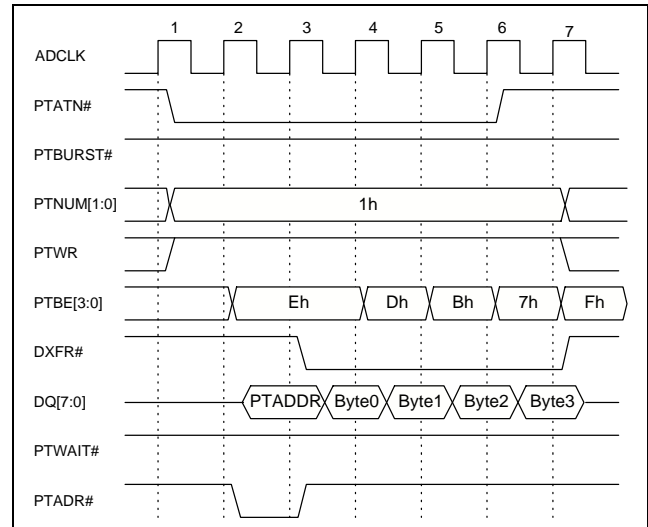 1 2 3 4 5 6 7
ADCLK
PTATN#
PTBURST#
PTNUM[1:0] 1h
PTWR
PTBE[3:0] Eh Dh Bh 7h Fh
DXFR#
DQ[7:0] PTADDR Byte0 Byte1 Byte2 Byte3
PTWAIT#
PTADR#